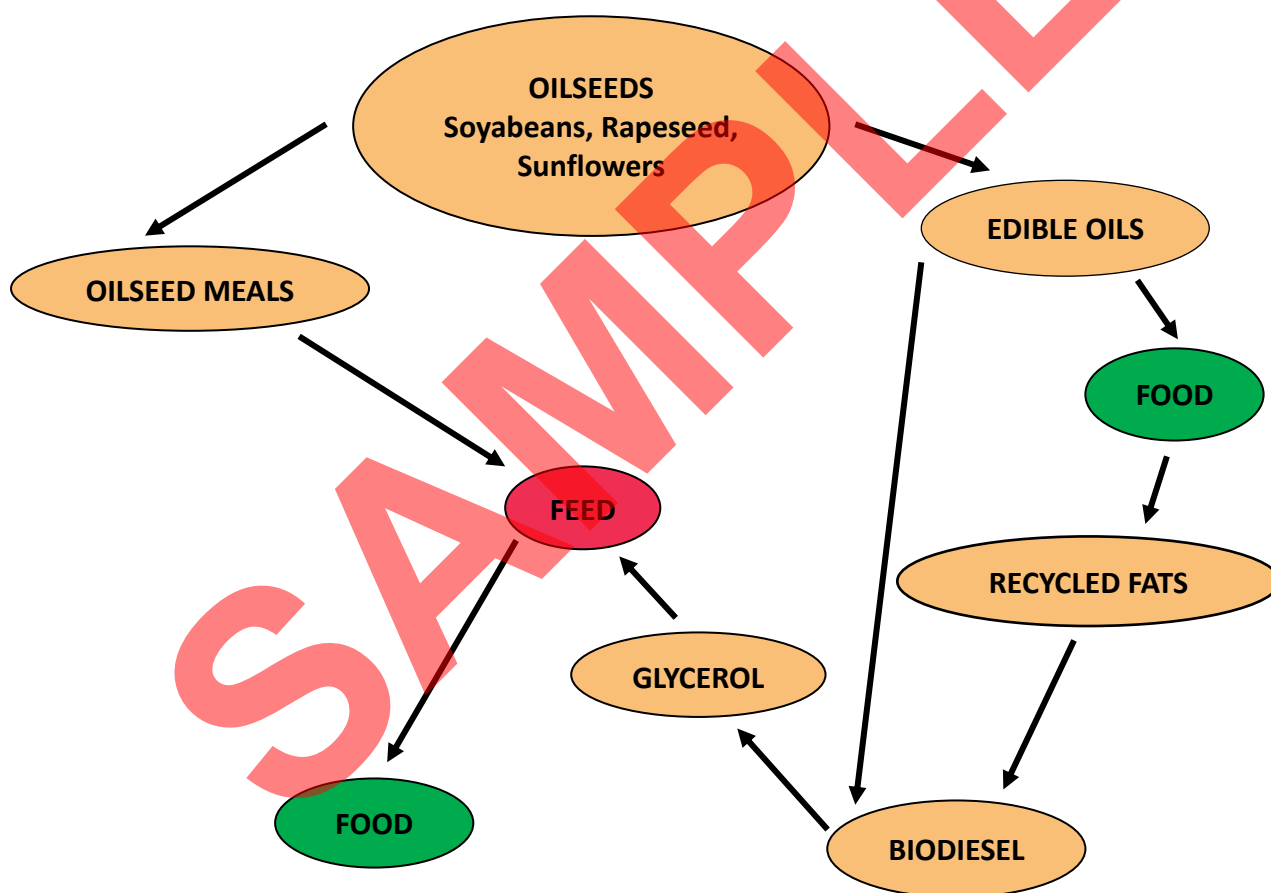 OILSEEDS
Soyabeans, Rapeseed,
Sunflowers
EDIBLE OILS
OILSEED MEALS
FOOD
FEED
RECYCLED FATS
GLYCEROL
FOOD
BIODIESEL
SAMPLE